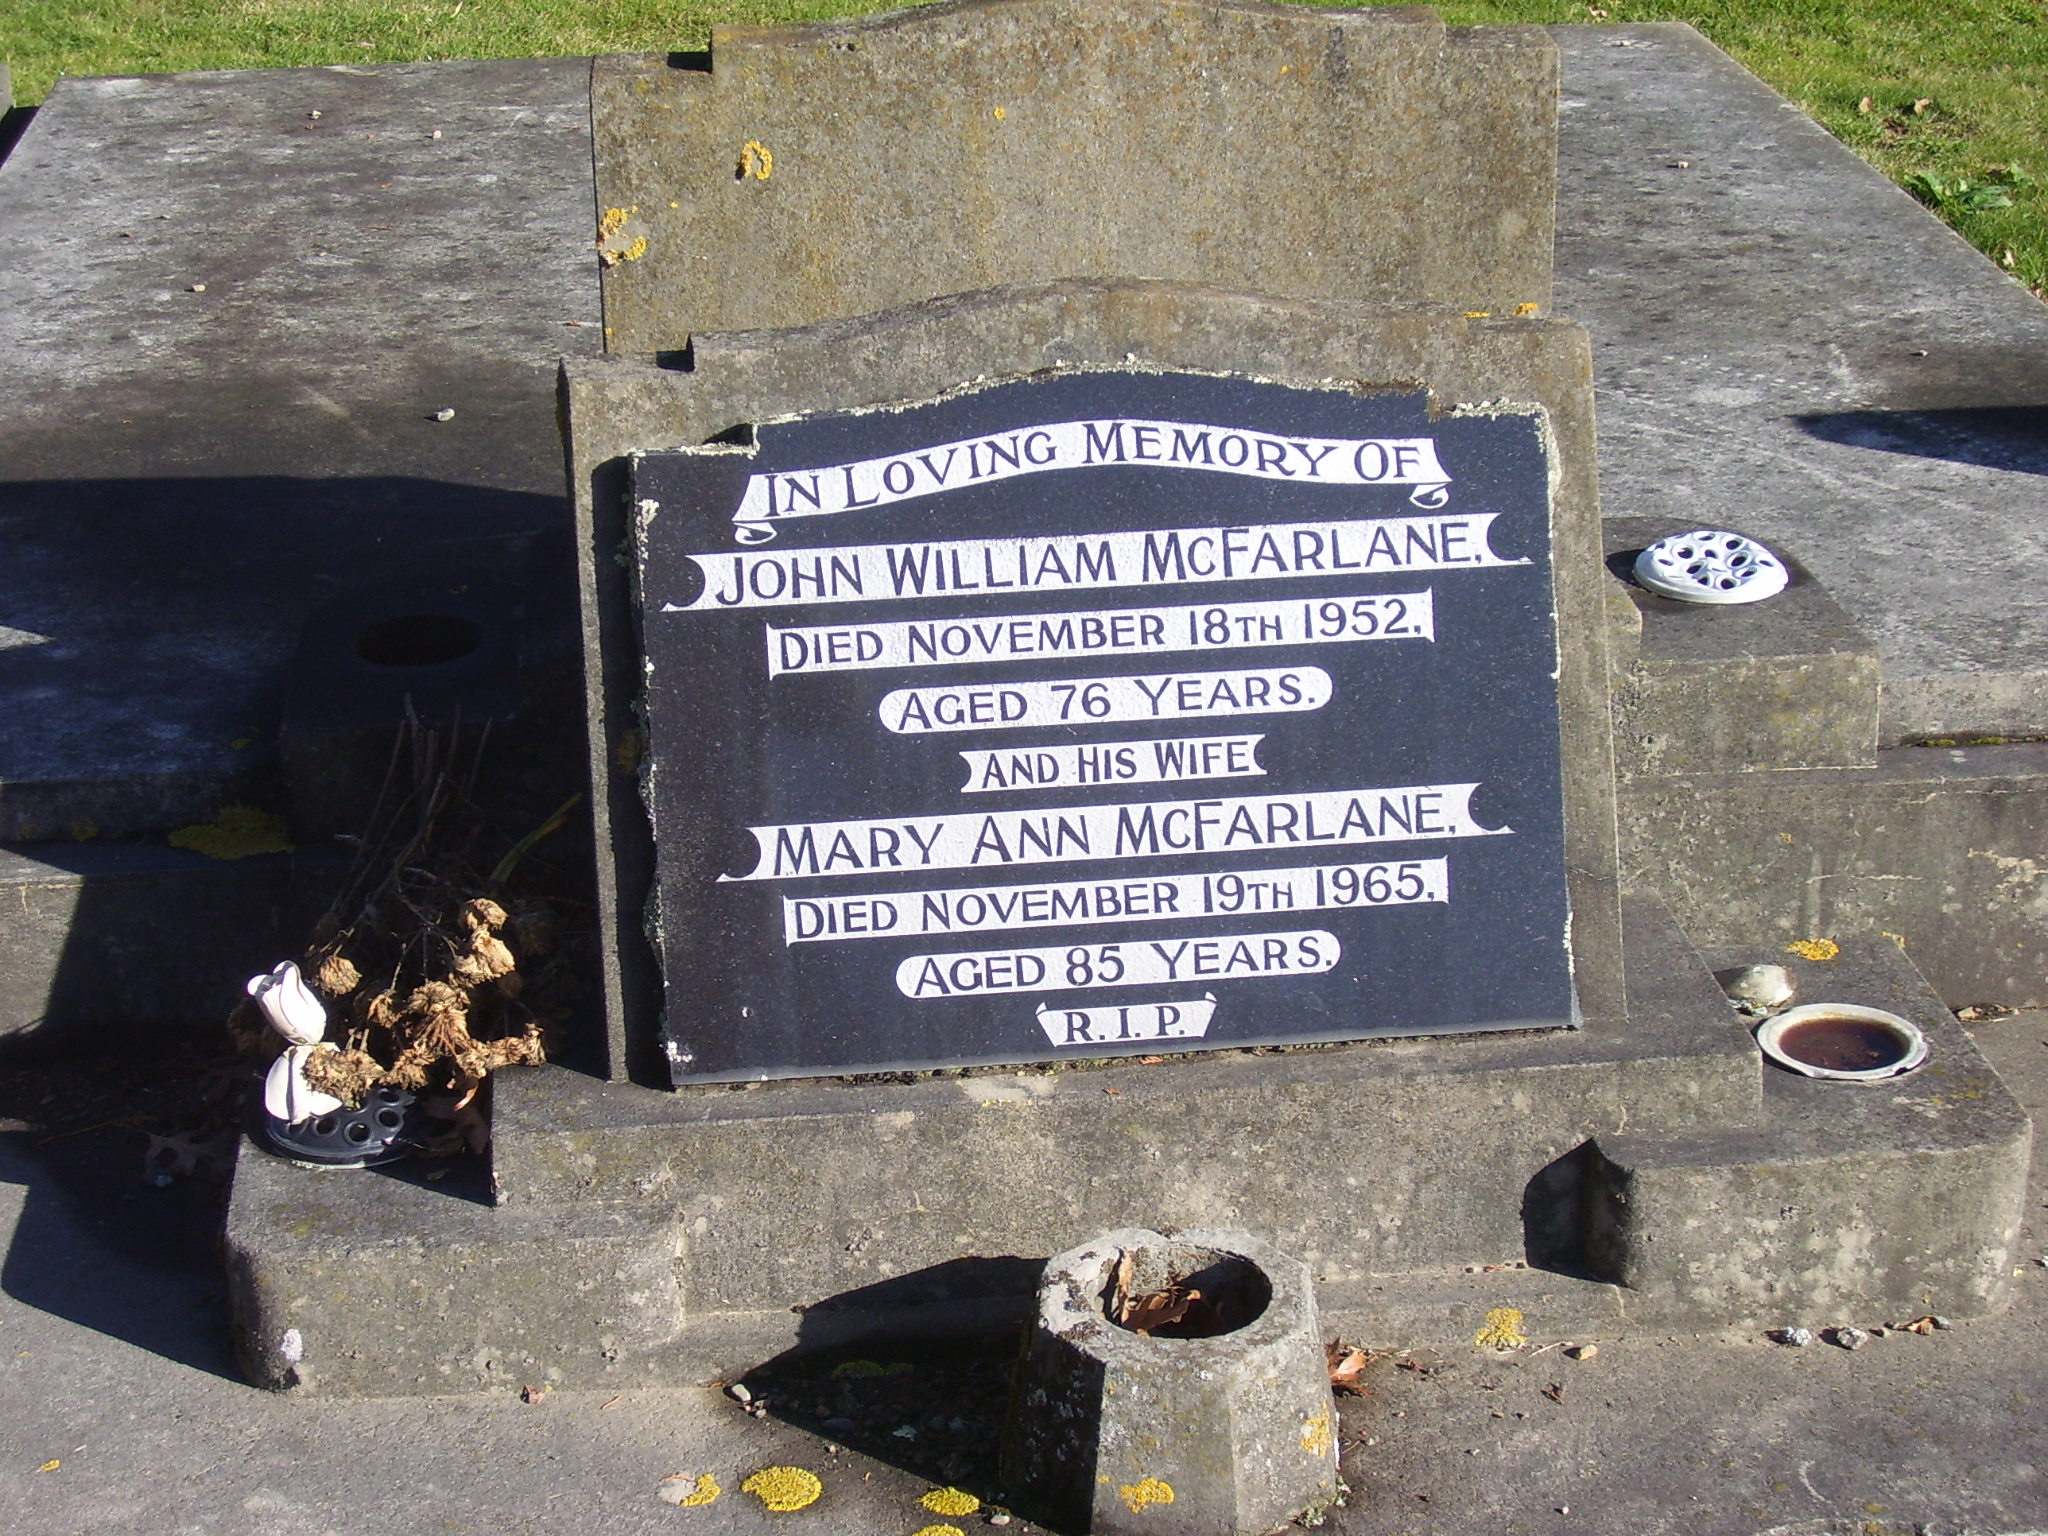 In Loving Memory Of
John William McFarlane,
Died November 18th 1952,
Aged 76 Years.
And His Wife
Mary Ann McFarlane,
Died November 19th 1965,
Aged 85 Years.
R.I.P.